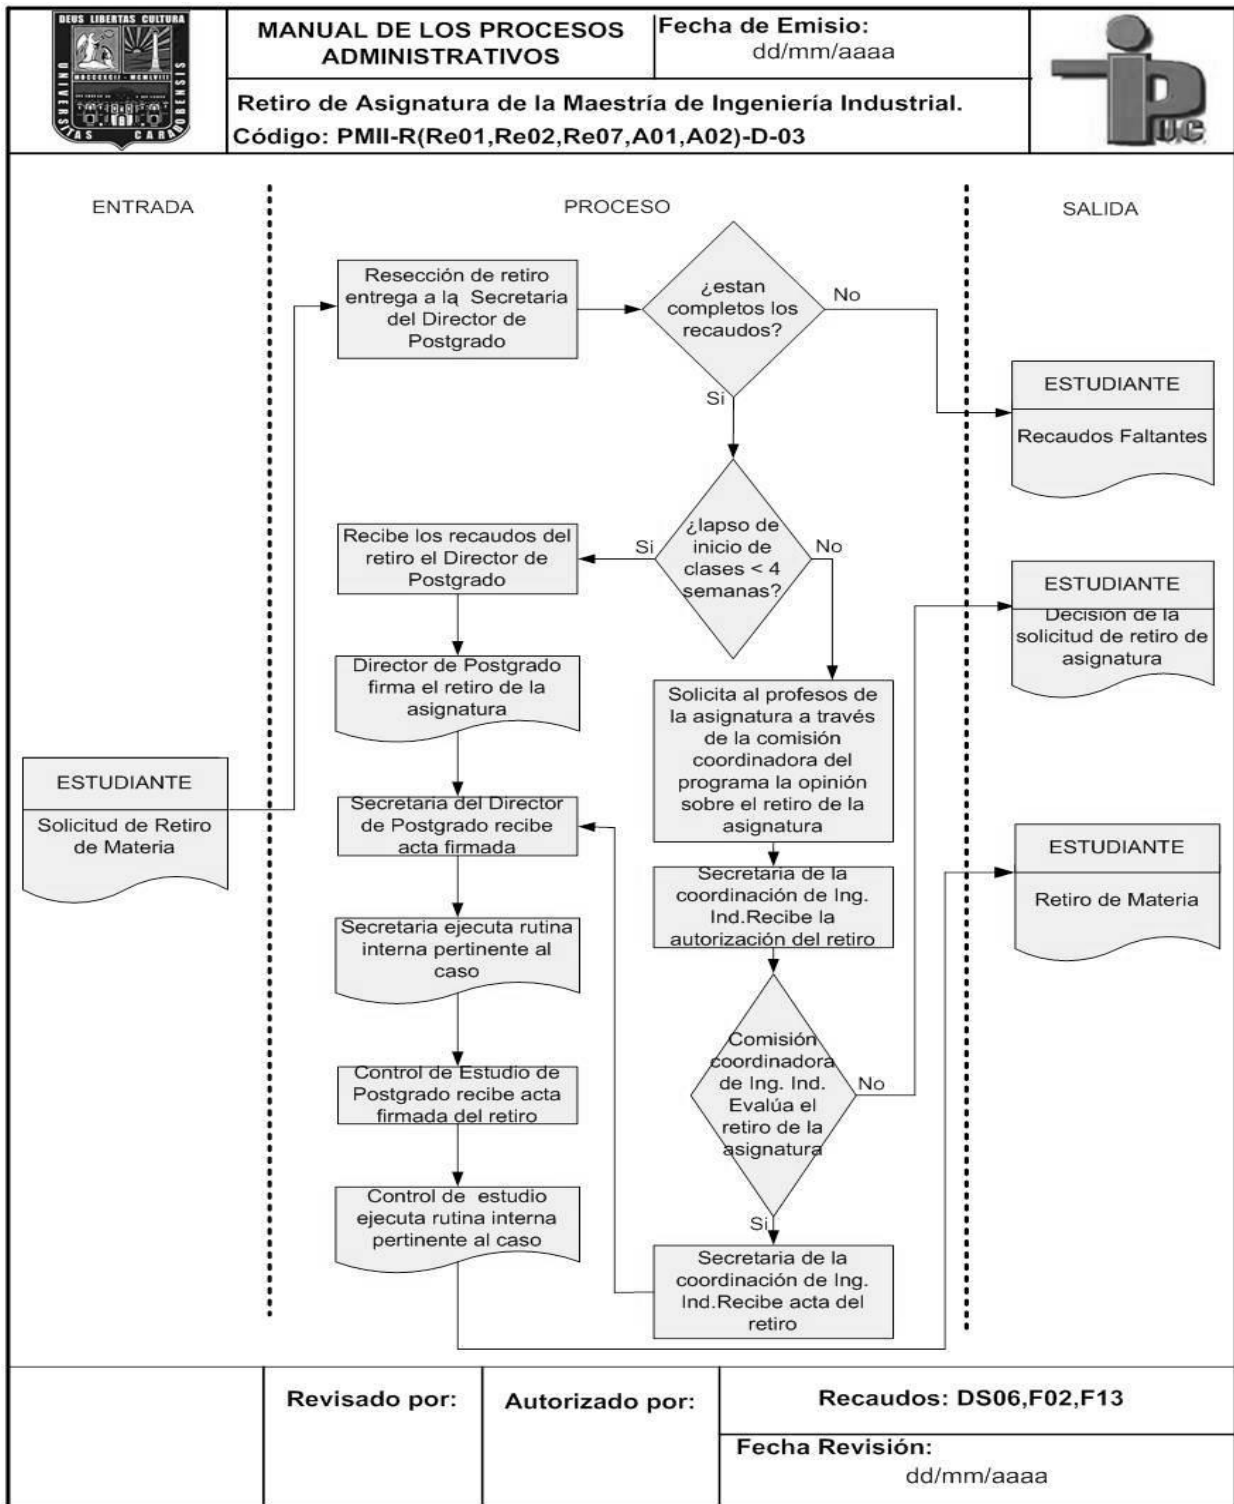 DEUS LIBERTAS CULTURA
UNIVERSITAS CARABOBENSIS
MDCCCXCII - MCMLVIII
MANUAL DE LOS PROCESOS
ADMINISTRATIVOS
Fecha de Emisio:
dd/mm/aaaa
Retiro de Asignatura de la Maestría de Ingeniería Industrial.
Código: PMII-R(Re01,Re02,Re07,A01,A02)-D-03
U.C.
ENTRADA
PROCESO
SALIDA
Resección de retiro
entrega a la Secretaria
del Director de
Postgrado
¿estan
completos los
recaudos?
No
Si
ESTUDIANTE
Recaudos Faltantes
¿lapso de
inicio de
clases < 4
semanas?
Si
No
Recibe los recaudos del
retiro el Director de
Postgrado
ESTUDIANTE
Decisión de la
solicitud de retiro de
asignatura
Director de Postgrado
firma el retiro de la
asignatura
Solicita al profesos de
la asignatura a través
de la comisión
coordinadora del
programa la opinión
sobre el retiro de la
asignatura
ESTUDIANTE
Solicitud de Retiro
de Materia
Secretaria del Director
de Postgrado recibe
acta firmada
ESTUDIANTE
Retiro de Materia
Secretaria de la
coordinación de Ing.
Ind.Recibe la
autorización del retiro
Secretaria ejecuta rutina
interna pertinente al
caso
Comisión
coordinadora
de Ing. Ind.
Evalúa el
retiro de la
asignatura
No
Si
Control de Estudio de
Postgrado recibe acta
firmada del retiro
Control de estudio
ejecuta rutina interna
pertinente al caso
Secretaria de la
coordinación de Ing.
Ind.Recibe acta del
retiro
Revisado por:
Autorizado por:
Recaudos: DS06,F02,F13
Fecha Revisión:
dd/mm/aaaa